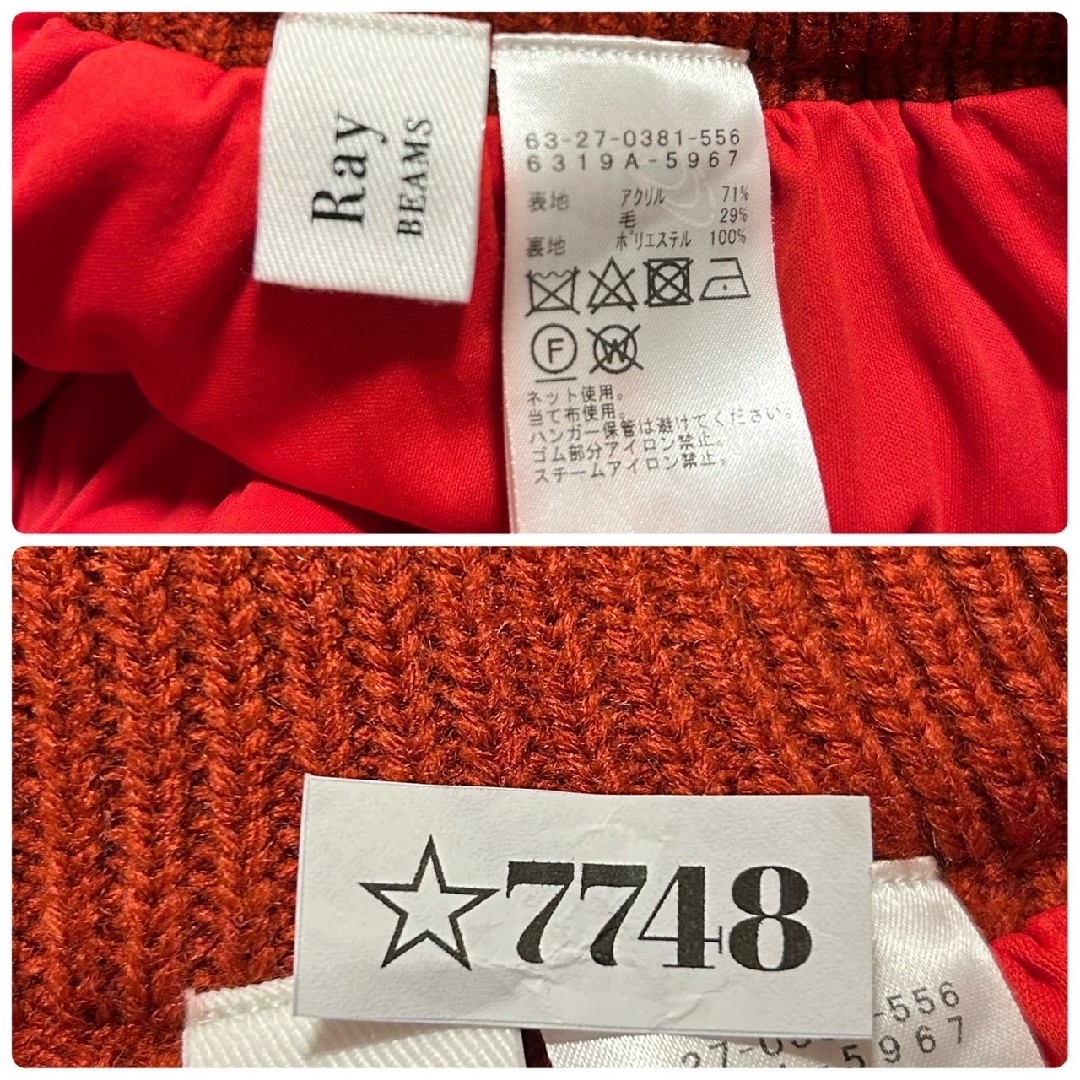 Ray
BEAMS
63-27-0381-556
6319A-5967
表地 アクリル 71%
毛 29%
裏地 ポリエステル 100%
F
W
ネット使用。
当て布使用。
ハンガー保管は避けてください。
ゴム部分アイロン禁止。
スチームアイロン禁止。
☆7748
-556
5967